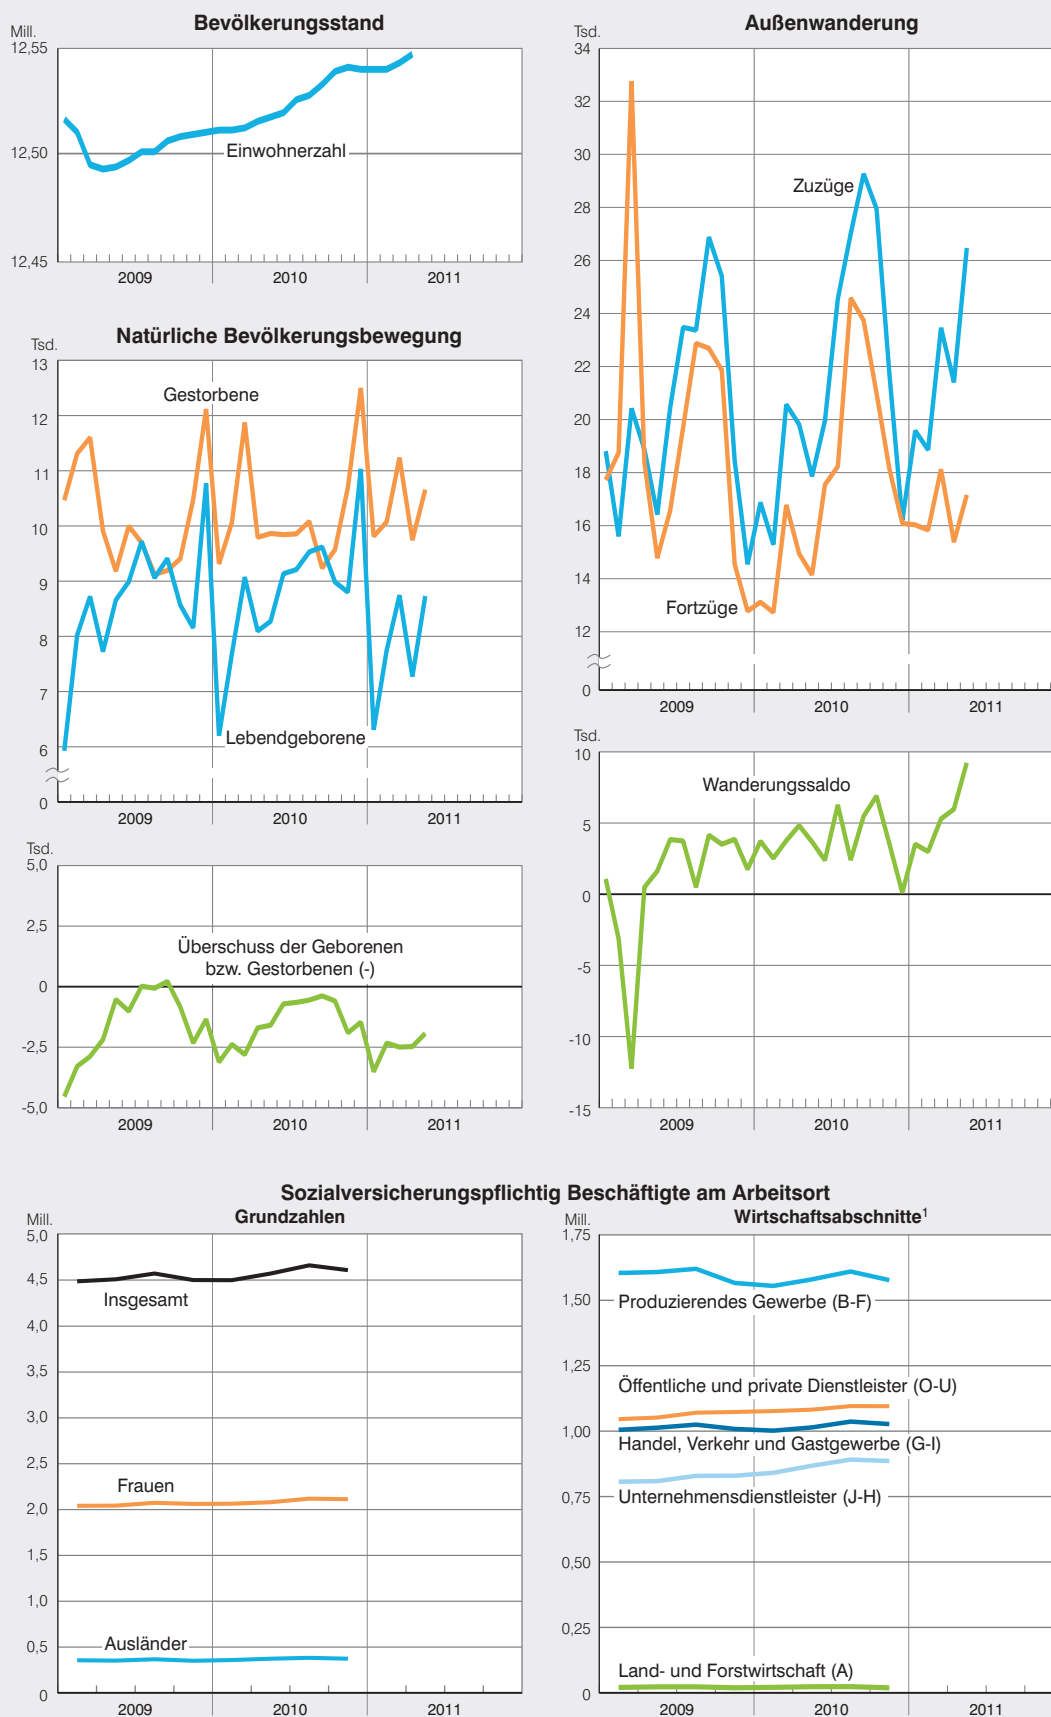 Bevölkerungsstand
Mill.
12,55
12,50
12,45
Einwohnerzahl
2009
2010
2011
Natürliche Bevölkerungsbewegung
Tsd.
13
12
11
10
9
8
7
6
0
Gestorbene
Lebendgeborene
2009
2010
2011
Tsd.
5,0
2,5
0
-2,5
-5,0
Überschuss der Geborenen
bzw. Gestorbenen (-)
2009
2010
2011
Außenwanderung
Tsd.
34
32
30
28
26
24
22
20
18
16
14
12
0
Zuzüge
Fortzüge
2009
2010
2011
Tsd.
10
5
0
-5
-10
-15
Wanderungssaldo
2009
2010
2011
Sozialversicherungspflichtig Beschäftigte am Arbeitsort
Grundzahlen
Mill.
5,0
4,5
4,0
3,5
3,0
2,5
2,0
1,5
1,0
0,5
0
Insgesamt
Frauen
Ausländer
2009
2010
2011
Wirtschaftsabschnitte¹
Mill.
1,75
1,50
1,25
1,00
0,75
0,50
0,25
0
Produzierendes Gewerbe (B-F)
Öffentliche und private Dienstleister (O-U)
Handel, Verkehr und Gastgewerbe (G-I)
Unternehmensdienstleister (J-H)
Land- und Forstwirtschaft (A)
2009
2010
2011